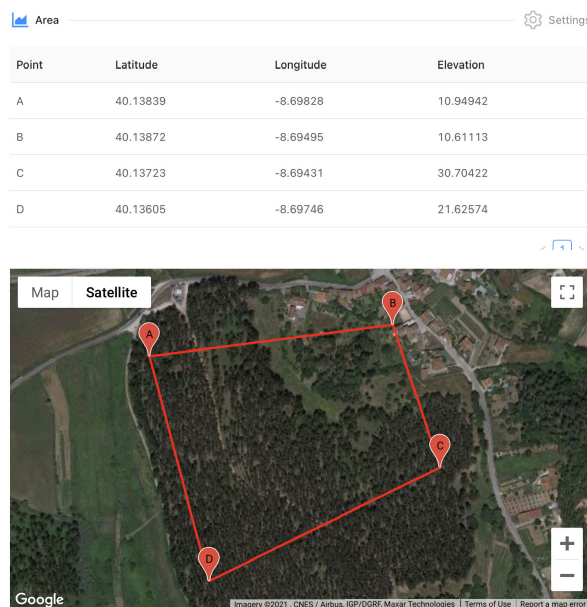 Area Settings
Point Latitude Longitude Elevation
A 40.13839 -8.69828 10.94942
B 40.13872 -8.69495 10.61113
C 40.13723 -8.69431 30.70422
D 40.13605 -8.69746 21.62574
< 1 >
Map Satellite
B
A
C
D
Google
Imagery ©2021 , CNES / Airbus, IGP/DGRF, Maxar Technologies Terms of Use Report a map error